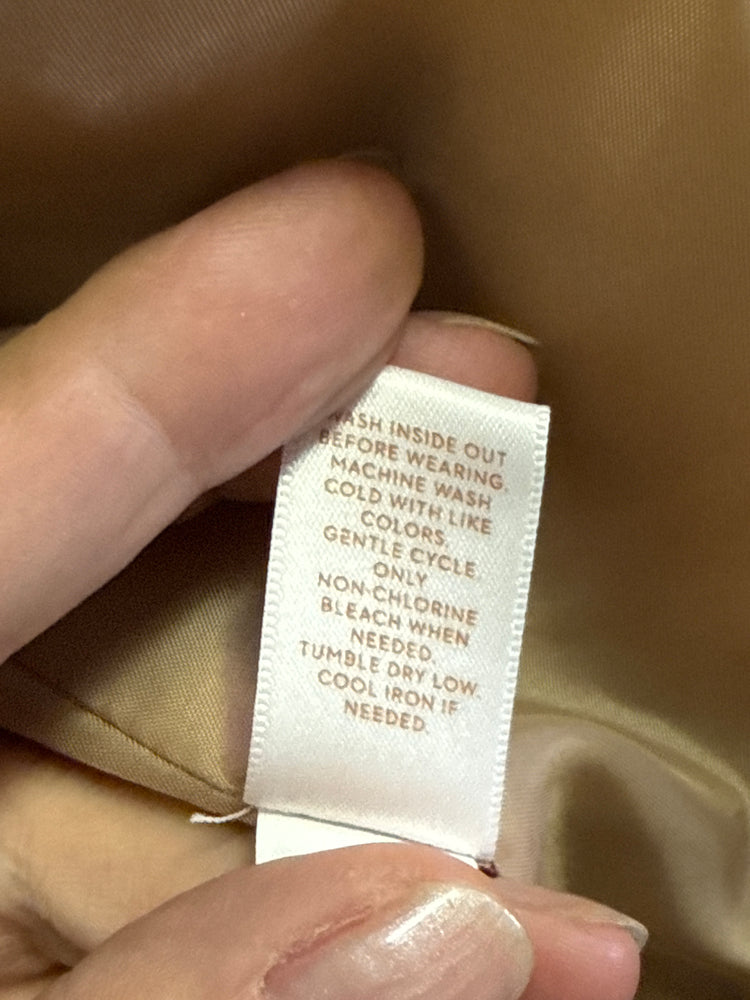 WASH INSIDE OUT
BEFORE WEARING.
MACHINE WASH
COLD WITH LIKE
COLORS.
GENTLE CYCLE
ONLY
NON-CHLORINE
BLEACH WHEN
NEEDED.
TUMBLE DRY LOW.
COOL IRON IF
NEEDED.